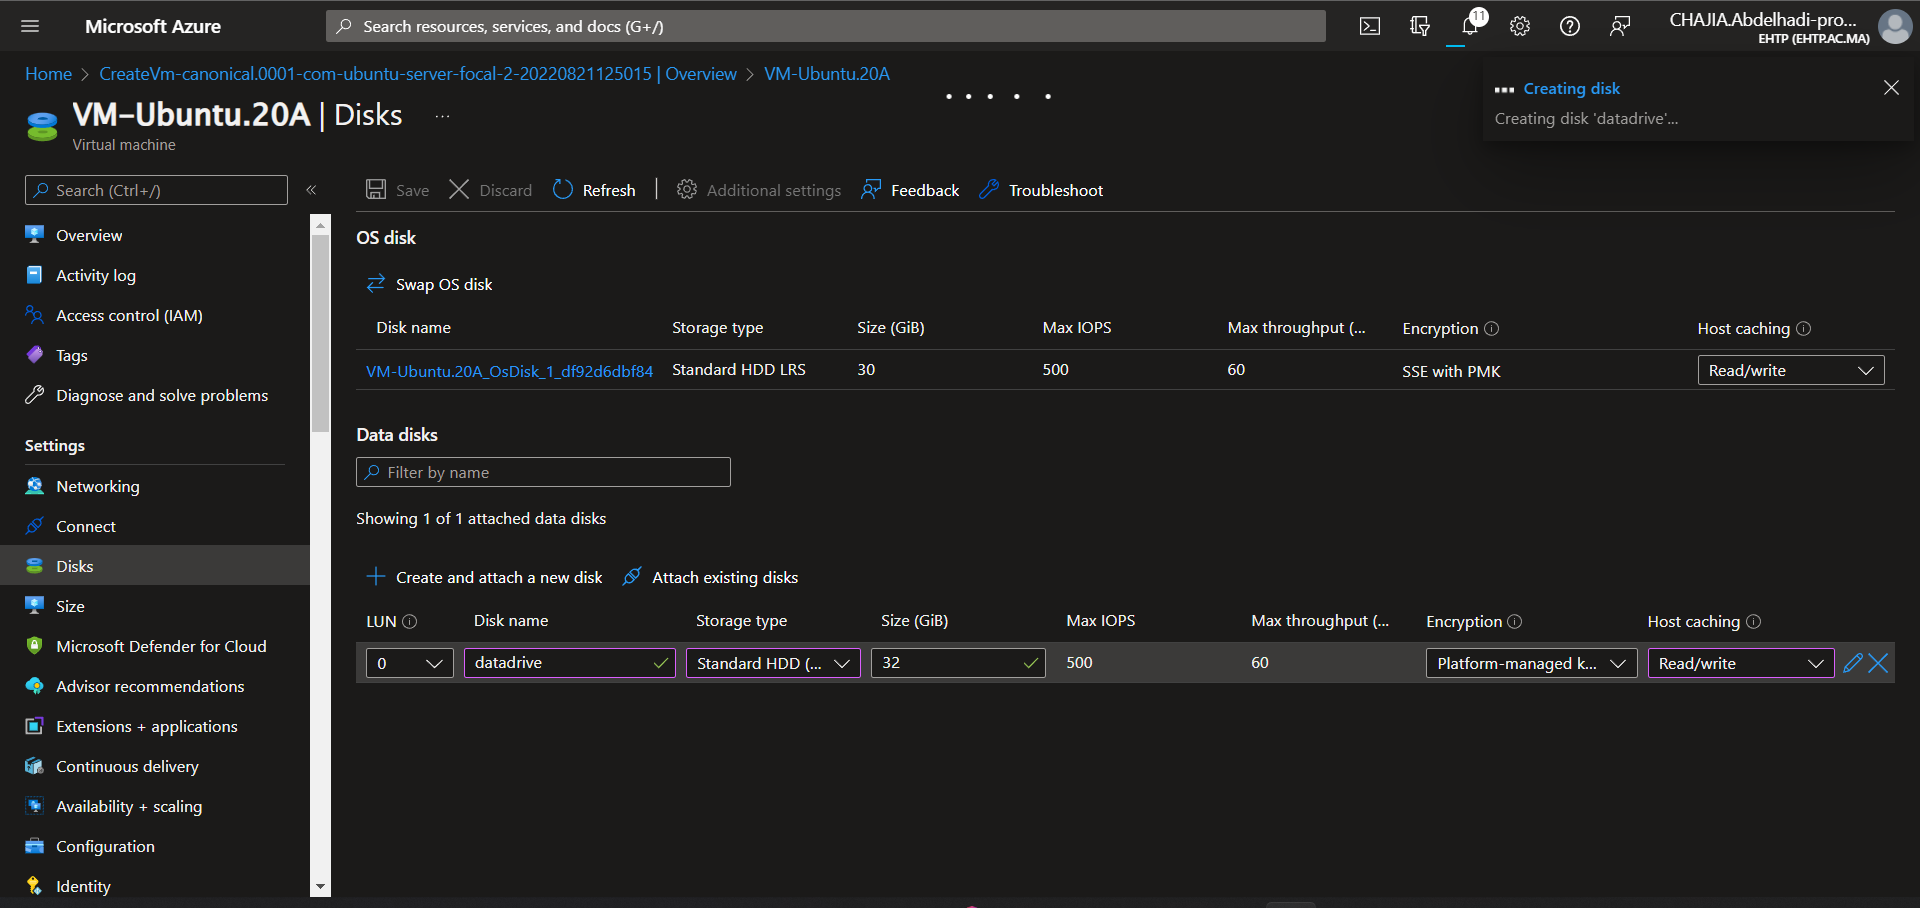 Microsoft Azure
Search resources, services, and docs (G+/)
11
CHAJIA.Abdelhadi-pro...
EHTP (EHTP.AC.MA)
Home > CreateVm-canonical.0001-com-ubuntu-server-focal-2-20220821125015 | Overview > VM-Ubuntu.20A
VM-Ubuntu.20A | Disks ...
Virtual machine
Creating disk
Creating disk 'datadrive'...
Search (Ctrl+/)
«
Overview
Activity log
Access control (IAM)
Tags
Diagnose and solve problems
Settings
Networking
Connect
Disks
Size
Microsoft Defender for Cloud
Advisor recommendations
Extensions + applications
Continuous delivery
Availability + scaling
Configuration
Identity
Save Discard Refresh | Additional settings Feedback Troubleshoot
OS disk
Swap OS disk
Disk name Storage type Size (GiB) Max IOPS Max throughput (... Encryption Host caching
VM-Ubuntu.20A_OsDisk_1_df92d6dbf84 Standard HDD LRS 30 500 60 SSE with PMK Read/write
Data disks
Filter by name
Showing 1 of 1 attached data disks
Create and attach a new disk Attach existing disks
LUN Disk name Storage type Size (GiB) Max IOPS Max throughput (... Encryption Host caching
0 datadrive Standard HDD (... 32 500 60 Platform-managed k... Read/write